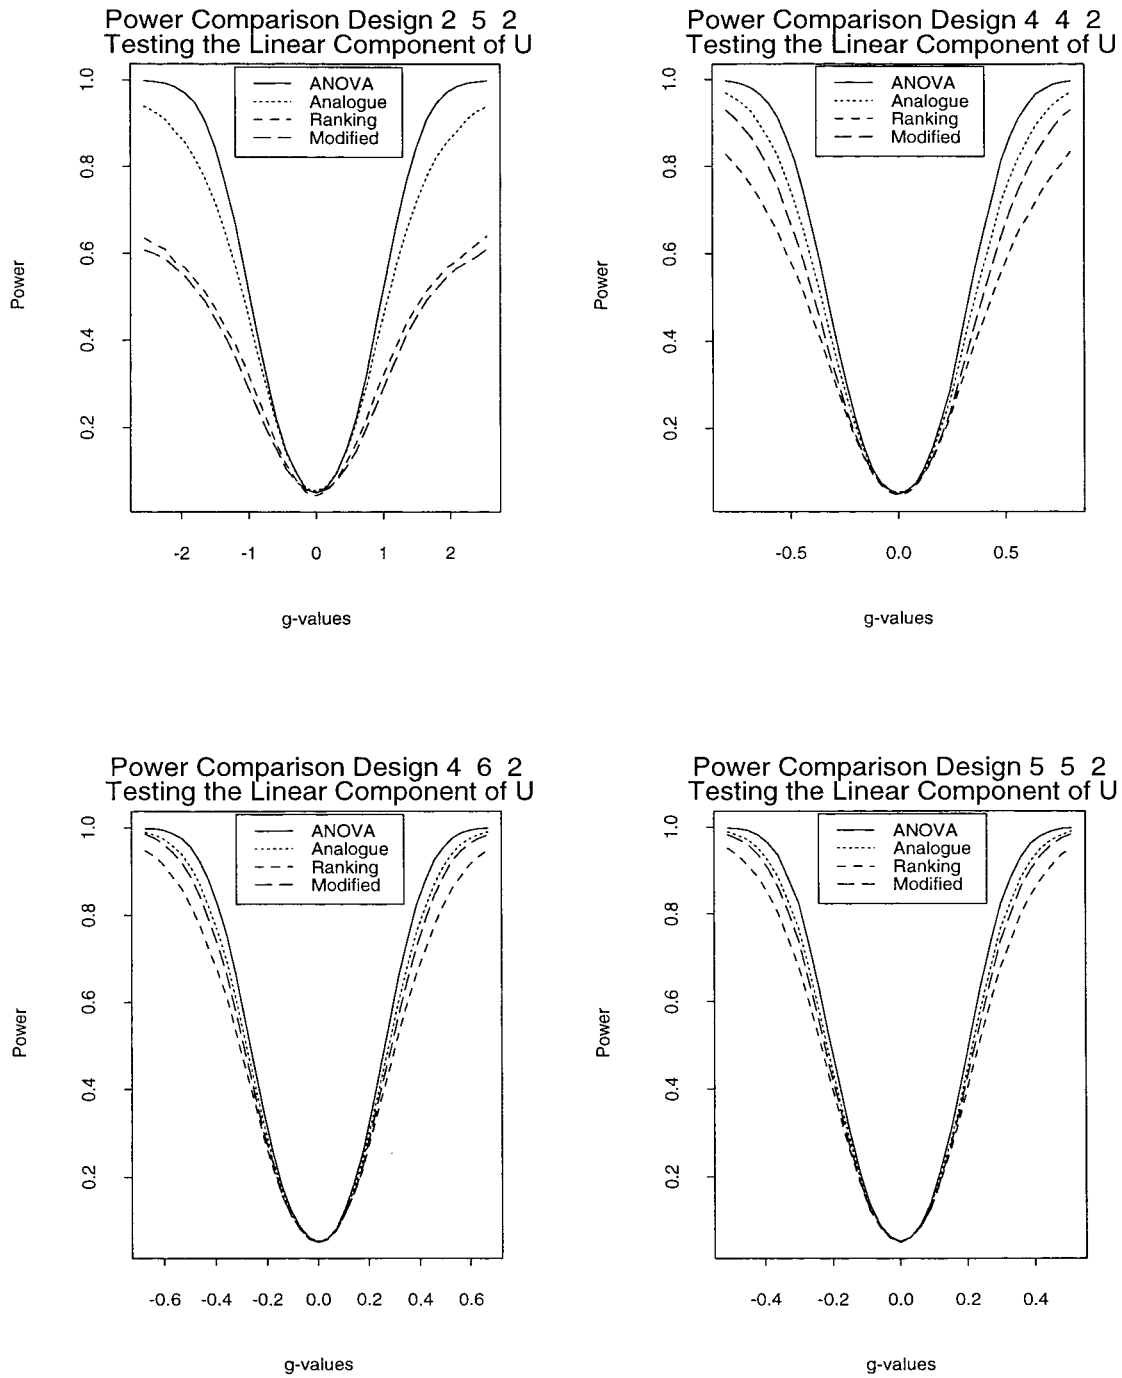 Power Comparison Design 2 5 2
Testing the Linear Component of U
ANOVA
Analogue
Ranking
Modified
Power
1.0
0.8
0.6
0.4
0.2
-2 -1 0 1 2
g-values
Power Comparison Design 4 4 2
Testing the Linear Component of U
ANOVA
Analogue
Ranking
Modified
Power
1.0
0.8
0.6
0.4
0.2
-0.5 0.0 0.5
g-values
Power Comparison Design 4 6 2
Testing the Linear Component of U
ANOVA
Analogue
Ranking
Modified
Power
1.0
0.8
0.6
0.4
0.2
-0.6 -0.4 -0.2 0.0 0.2 0.4 0.6
g-values
Power Comparison Design 5 5 2
Testing the Linear Component of U
ANOVA
Analogue
Ranking
Modified
Power
1.0
0.8
0.6
0.4
0.2
-0.4 -0.2 0.0 0.2 0.4
g-values